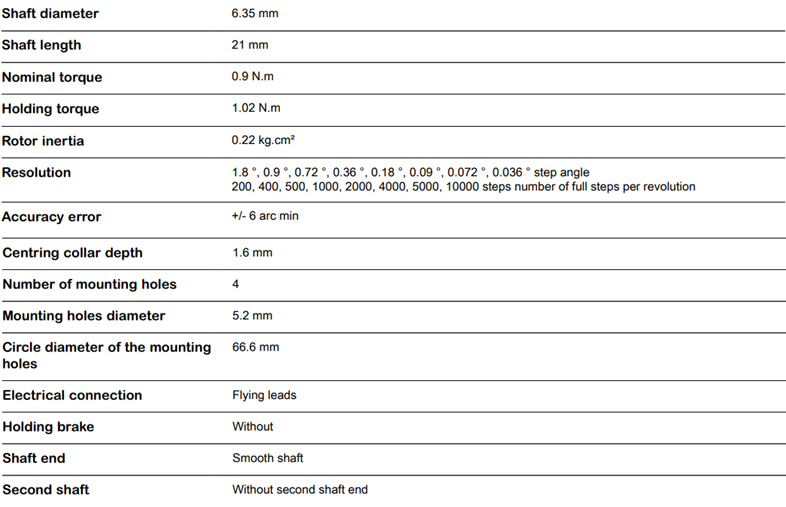 Shaft diameter 6.35 mm
Shaft length 21 mm
Nominal torque 0.9 N.m
Holding torque 1.02 N.m
Rotor inertia 0.22 kg.cm²
Resolution 1.8 °, 0.9 °, 0.72 °, 0.36 °, 0.18 °, 0.09 °, 0.072 °, 0.036 ° step angle
200, 400, 500, 1000, 2000, 4000, 5000, 10000 steps number of full steps per revolution
Accuracy error +/- 6 arc min
Centring collar depth 1.6 mm
Number of mounting holes 4
Mounting holes diameter 5.2 mm
Circle diameter of the mounting 66.6 mm
holes
Electrical connection Flying leads
Holding brake Without
Shaft end Smooth shaft
Second shaft Without second shaft end